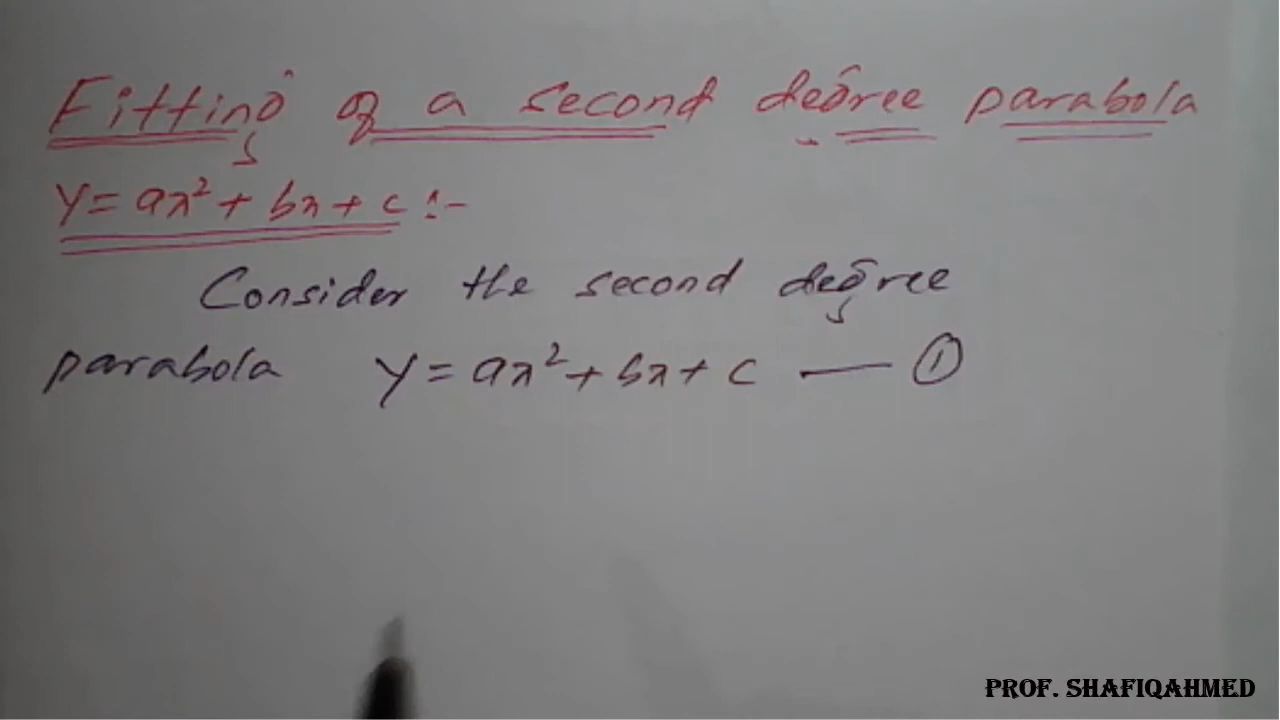 Fitting of a second degree parabola
y = ax² + bx + c :-
Consider the second degree
parabola y = ax² + bx + c — ①
PROF. SHAFIQAHMED